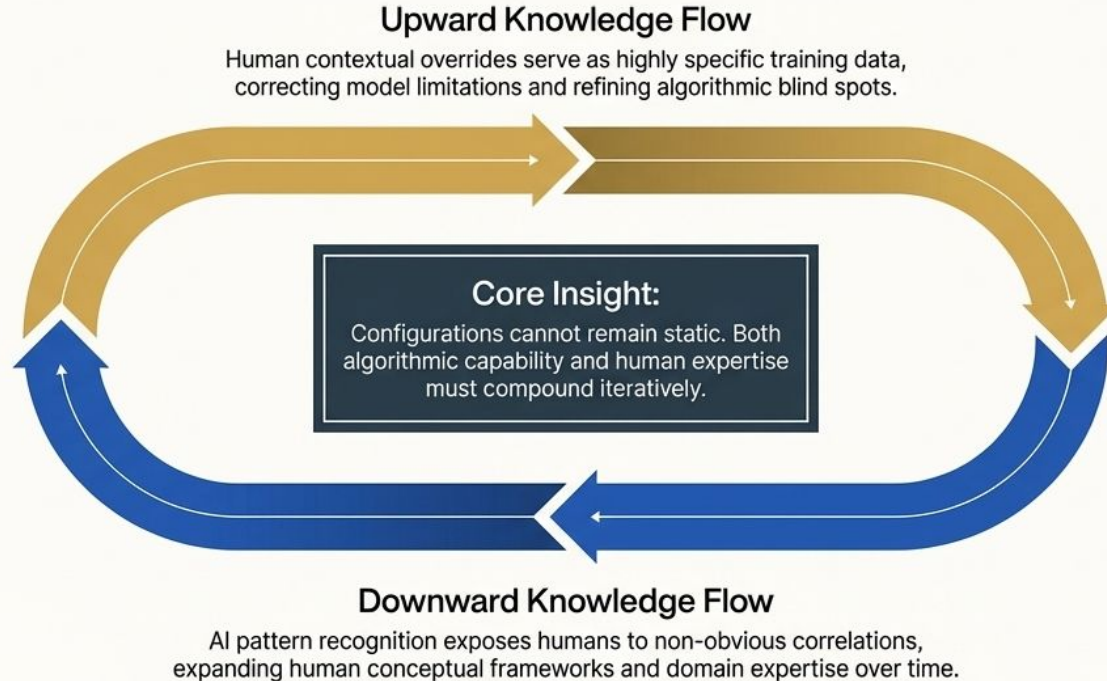 Upward Knowledge Flow
Human contextual overrides serve as highly specific training data,
correcting model limitations and refining algorithmic blind spots.
Core Insight:
Configurations cannot remain static. Both
algorithmic capability and human expertise
must compound iteratively.
Downward Knowledge Flow
AI pattern recognition exposes humans to non-obvious correlations,
expanding human conceptual frameworks and domain expertise over time.